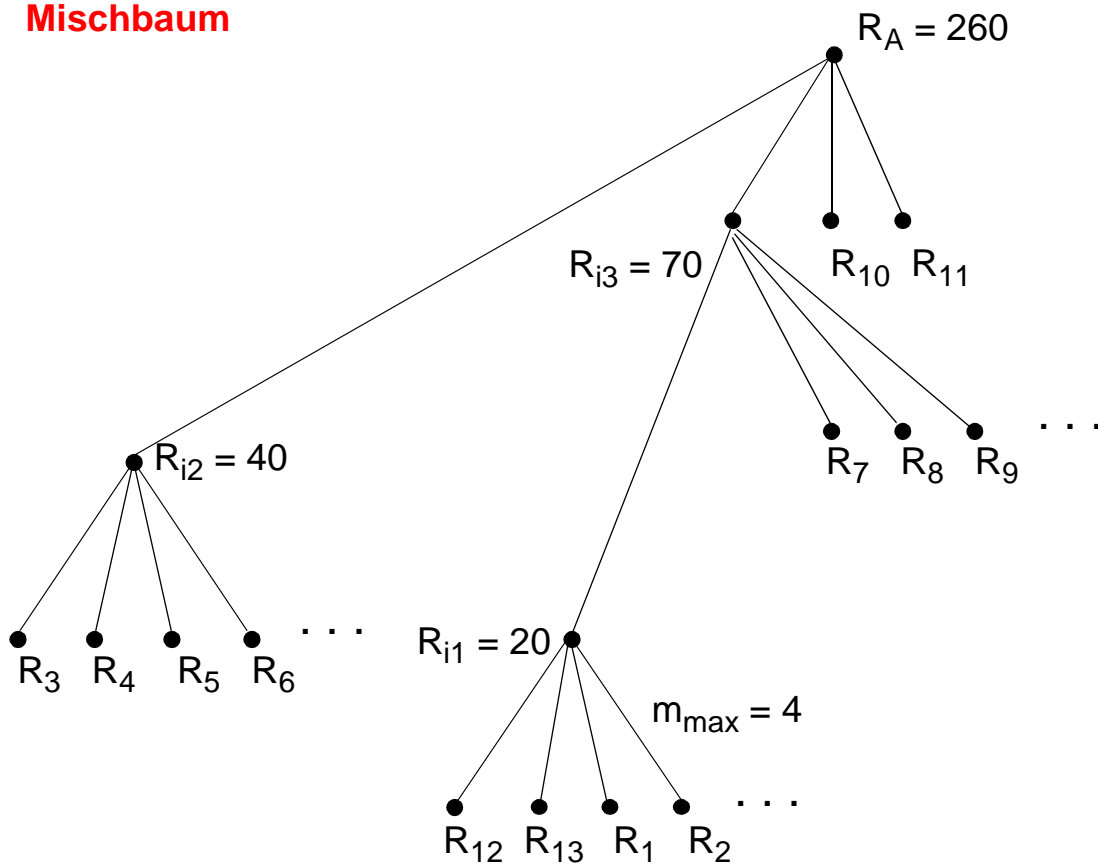 Mischbaum
R_A = 260
R_i3 = 70
R_10 R_11
R_i2 = 40
R_7 R_8 R_9 . . .
R_3 R_4 R_5 R_6 . . .
R_i1 = 20
m_max = 4
R_12 R_13 R_1 R_2 . . .